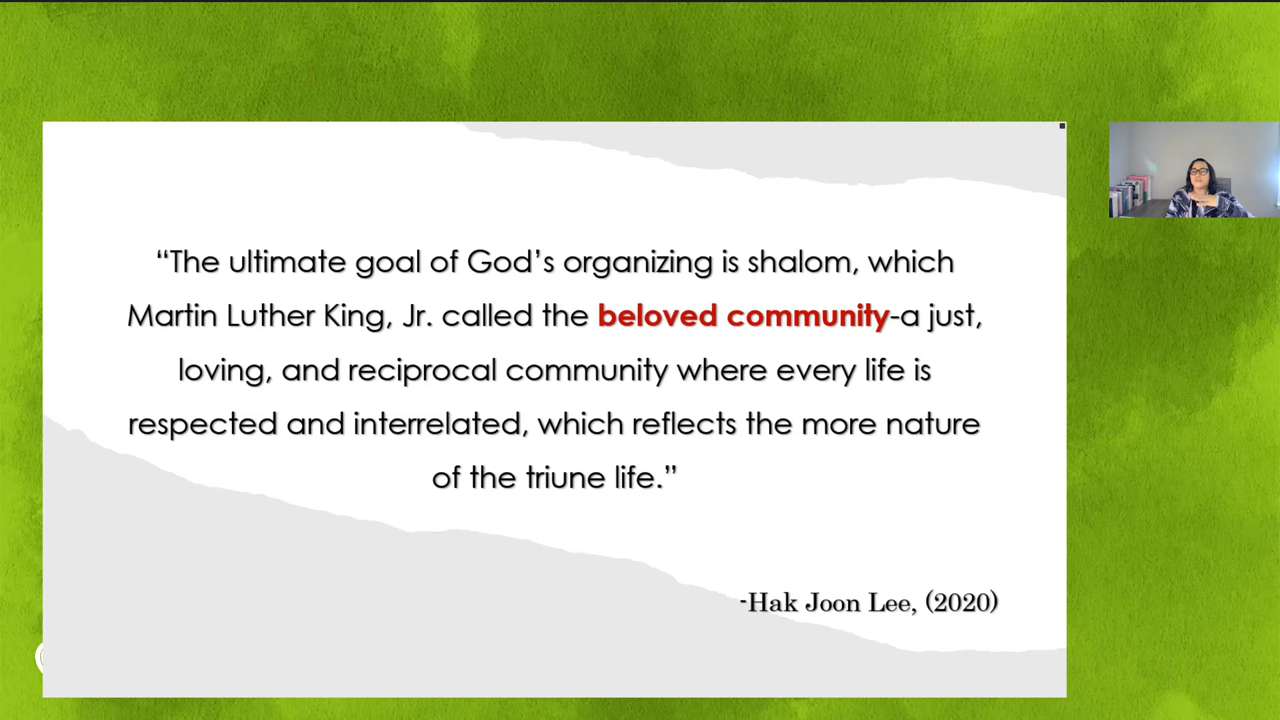 “The ultimate goal of God’s organizing is shalom, which
Martin Luther King, Jr. called the beloved community-a just,
loving, and reciprocal community where every life is
respected and interrelated, which reflects the more nature
of the triune life.”
-Hak Joon Lee, (2020)